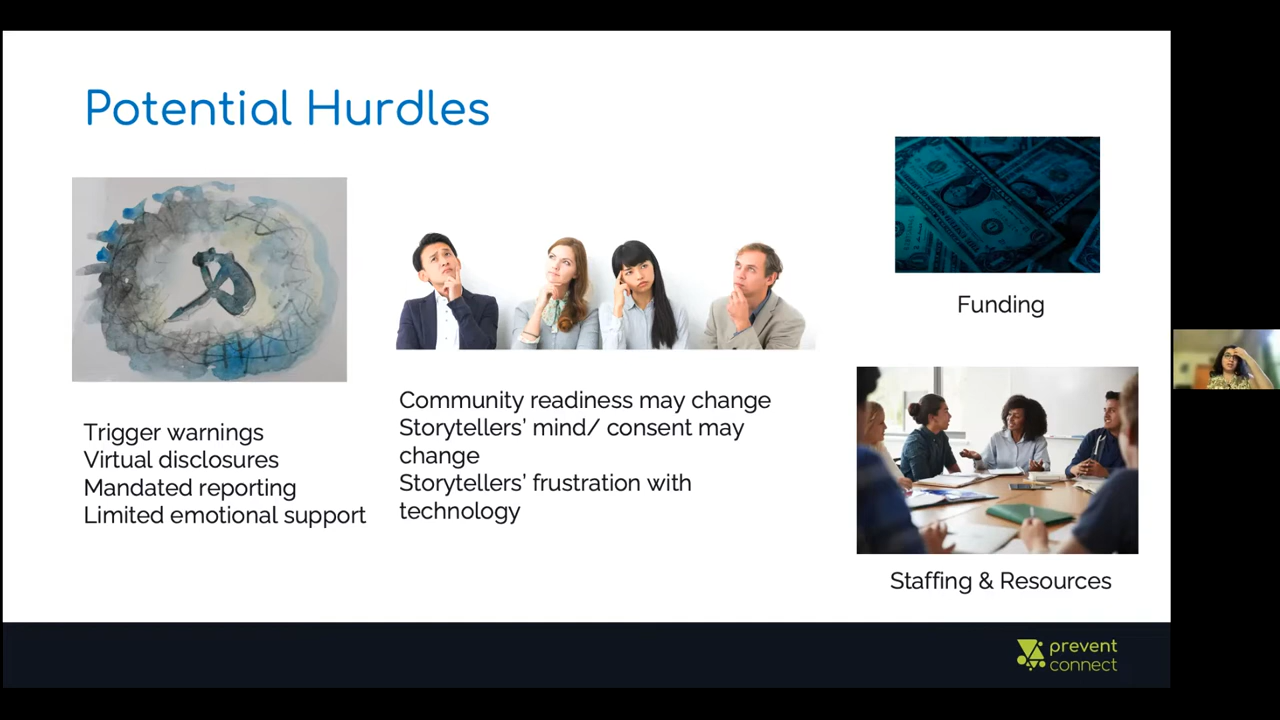 Potential Hurdles
Trigger warnings
Virtual disclosures
Mandated reporting
Limited emotional support
Community readiness may change
Storytellers’ mind/ consent may
change
Storytellers’ frustration with
technology
Funding
Staffing & Resources
prevent
connect